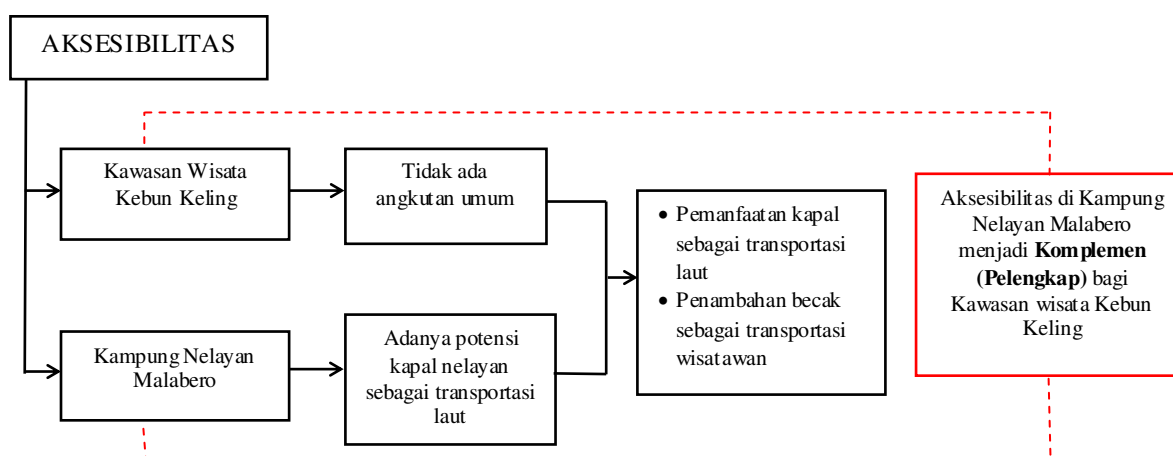 AKSESIBILITAS
Kawasan Wisata
Kebun Keling
Tidak ada
angkutan umum
• Pemanfaatan kapal
sebagai transportasi
laut
• Penambahan becak
sebagai transportasi
wisatawan
Aksesibilitas di Kampung
Nelayan Malabero
menjadi Komplemen
(Pelengkap) bagi
Kawasan wisata Kebun
Keling
Kampung Nelayan
Malabero
Adanya potensi
kapal nelayan
sebagai transportasi
laut